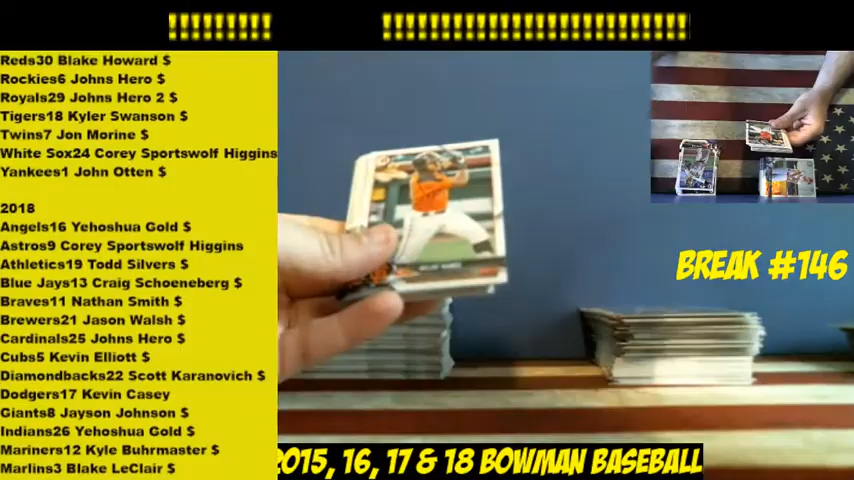 !!!!!!!!! !!!!!!!!!!!!!!!!!!!!!!!!!!
Reds30 Blake Howard $
Rockies6 Johns Hero $
Royals29 Johns Hero 2 $
Tigers18 Kyler Swanson $
Twins7 Jon Morine $
White Sox24 Corey Sportswolf Higgins
Yankees1 John Otten $
2018
Angels16 Yehoshua Gold $
Astros9 Corey Sportswolf Higgins
Athletics19 Todd Silvers $
Blue Jays13 Craig Schoeneberg $
Braves11 Nathan Smith $
Brewers21 Jason Walsh $
Cardinals25 Johns Hero $
Cubs5 Kevin Elliott $
Diamondbacks22 Scott Karanovich $
Dodgers17 Kevin Casey
Giants8 Jayson Johnson $
Indians26 Yehoshua Gold $
Mariners12 Kyle Buhrmaster $
Marlins3 Blake LeClair $
BREAK #146
2015, 16, 17 & 18 BOWMAN BASEBALL